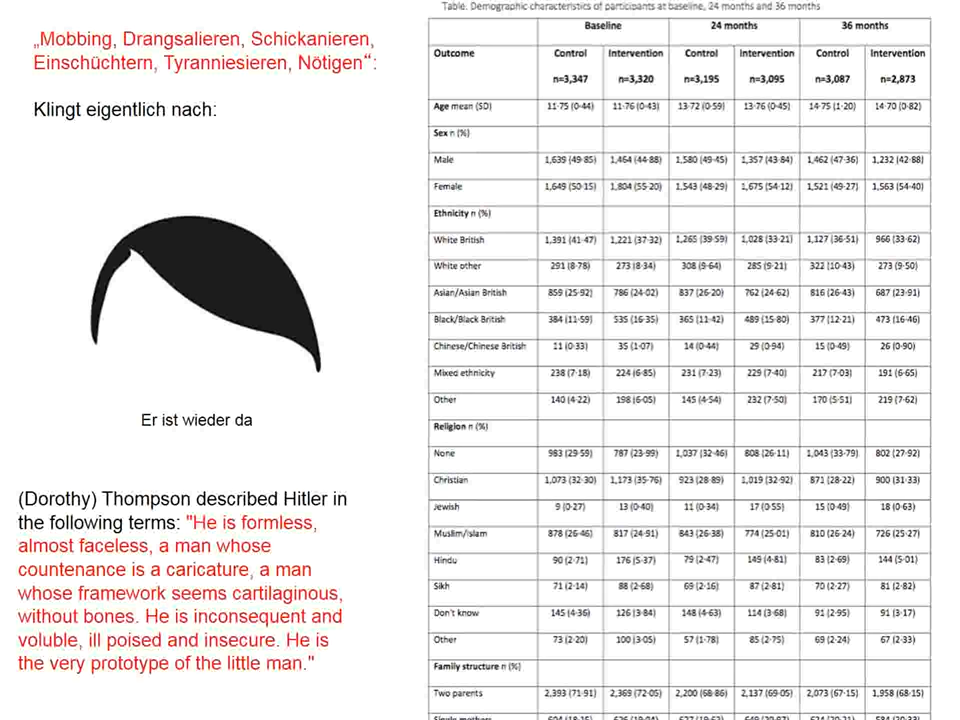 „Mobbing, Drangsalieren, Schickanieren,
Einschüchtern, Tyranniesieren, Nötigen“:
Klingt eigentlich nach:
Er ist wieder da
(Dorothy) Thompson described Hitler in
the following terms: "He is formless,
almost faceless, a man whose
countenance is a caricature, a man
whose framework seems cartilaginous,
without bones. He is inconsequent and
voluble, ill poised and insecure. He is
the very prototype of the little man."
Table. Demographic characteristics of participants at baseline, 24 months and 36 months
Baseline 24 months 36 months
Outcome Control Intervention Control Intervention Control Intervention
n=3,347 n=3,320 n=3,195 n=3,095 n=3,087 n=2,873
Age mean (SD) 11·75 (0·44) 11·76 (0·43) 13·72 (0·59) 13·76 (0·45) 14·75 (1·20) 14·70 (0·82)
Sex n (%)
Male 1,639 (49·85) 1,464 (44·88) 1,580 (49·45) 1,357 (43·84) 1,462 (47·36) 1,232 (42·88)
Female 1,649 (50·15) 1,804 (55·20) 1,543 (48·29) 1,675 (54·12) 1,521 (49·27) 1,563 (54·40)
Ethnicity n (%)
White British 1,391 (41·47) 1,221 (37·32) 1,265 (39·59) 1,028 (33·21) 1,127 (36·51) 966 (33·62)
White other 291 (8·78) 273 (8·34) 308 (9·64) 285 (9·21) 322 (10·43) 273 (9·50)
Asian/Asian British 859 (25·92) 786 (24·02) 837 (26·20) 762 (24·62) 816 (26·43) 687 (23·91)
Black/Black British 384 (11·59) 535 (16·35) 365 (11·42) 489 (15·80) 377 (12·21) 473 (16·46)
Chinese/Chinese British 11 (0·33) 35 (1·07) 14 (0·44) 29 (0·94) 15 (0·49) 26 (0·90)
Mixed ethnicity 238 (7·18) 224 (6·85) 231 (7·23) 229 (7·40) 217 (7·03) 191 (6·65)
Other 140 (4·22) 198 (6·05) 145 (4·54) 232 (7·50) 170 (5·51) 219 (7·62)
Religion n (%)
None 983 (29·59) 787 (23·99) 1,037 (32·46) 808 (26·11) 1,043 (33·79) 802 (27·92)
Christian 1,073 (32·30) 1,173 (35·76) 923 (28·89) 1,019 (32·92) 871 (28·22) 900 (31·33)
Jewish 9 (0·27) 13 (0·40) 11 (0·34) 17 (0·55) 15 (0·49) 18 (0·63)
Muslim/Islam 878 (26·46) 817 (24·91) 843 (26·38) 774 (25·01) 810 (26·24) 726 (25·27)
Hindu 90 (2·71) 176 (5·37) 79 (2·47) 149 (4·81) 83 (2·69) 144 (5·01)
Sikh 71 (2·14) 88 (2·68) 69 (2·16) 87 (2·81) 70 (2·27) 81 (2·82)
Don't know 145 (4·36) 126 (3·84) 148 (4·63) 114 (3·68) 91 (2·95) 91 (3·17)
Other 73 (2·20) 100 (3·05) 57 (1·78) 85 (2·75) 69 (2·24) 67 (2·33)
Family structure n (%)
Two parents 2,393 (71·91) 2,369 (72·05) 2,200 (68·86) 2,137 (69·05) 2,073 (67·15) 1,958 (68·15)